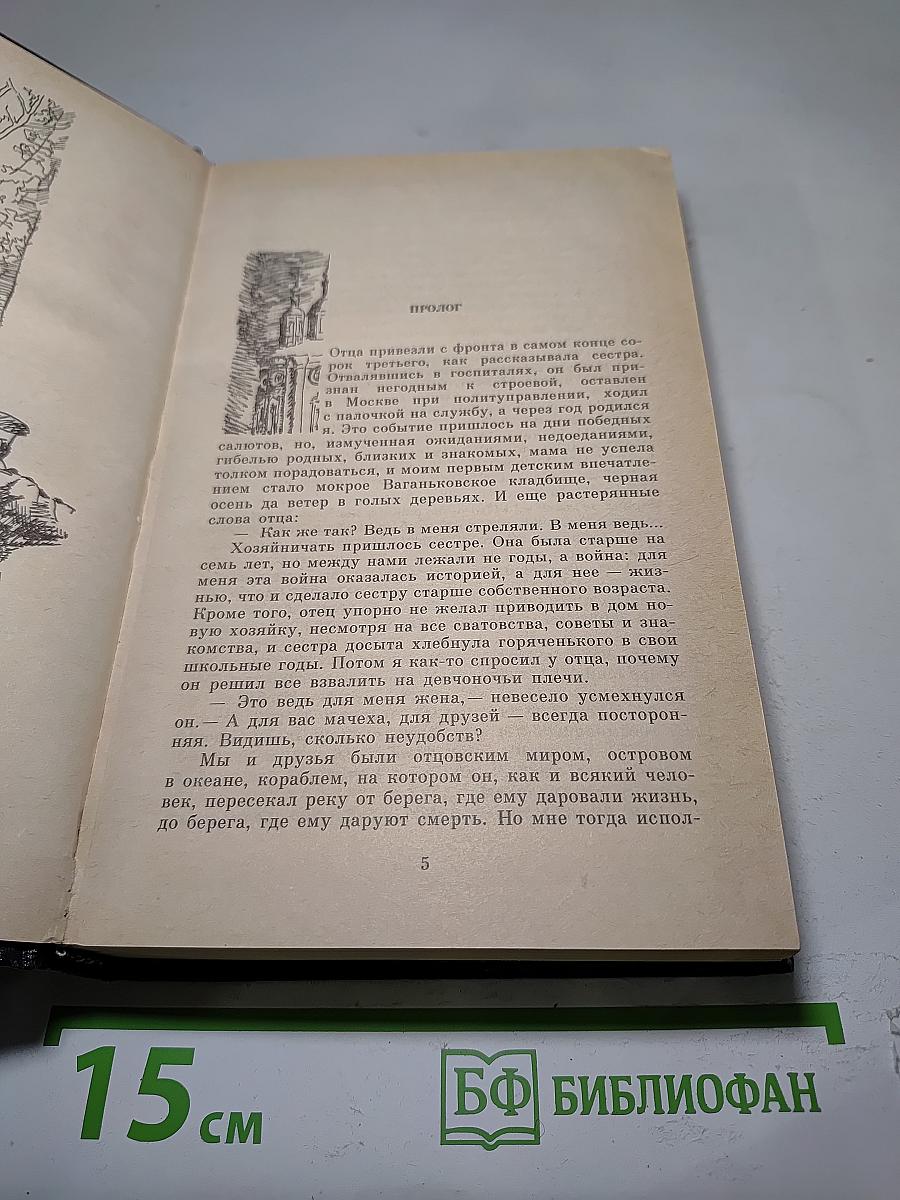 ПРОЛОГ
Отца привезли с фронта в самом конце со-
рок третьего, как рассказывала сестра.
Отвалявшись в госпиталях, он был при-
знан негодным к строевой, оставлен
в Москве при политуправлении, ходил
с палочкой на службу, а через год родился
я. Это событие пришлось на дни победных
салютов, но, измученная ожиданиями, недоеданиями,
гибелью родных, близких и знакомых, мама не успела
толком порадоваться, и моим первым детским впечатле-
нием стало мокрое Ваганьковское кладбище, черная
осень да ветер в голых деревьях. И еще растерянные
слова отца:
— Как же так? Ведь в меня стреляли. В меня ведь...
Хозяйничать пришлось сестре. Она была старше на
семь лет, но между нами лежали не годы, а война: для
меня эта война оказалась историей, а для нее — жиз-
нью, что и сделало сестру старше собственного возраста.
Кроме того, отец упорно не желал приводить в дом но-
вую хозяйку, несмотря на все сватовства, советы и зна-
комства, и сестра досыта хлебнула горяченького в свои
школьные годы. Потом я как-то спросил у отца, почему
он решил все взвалить на девчоночьи плечи.
— Это ведь для меня жена,— невесело усмехнулся
он.— А для вас мачеха, для друзей — всегда посторон-
няя. Видишь, сколько неудобств?
Мы и друзья были отцовским миром, островом
в океане, кораблем, на котором он, как и всякий чело-
век, пересекал реку от берега, где ему даровали жизнь,
до берега, где ему даруют смерть. Но мне тогда испол-
5
15 см
БФ БИБЛИОФАН